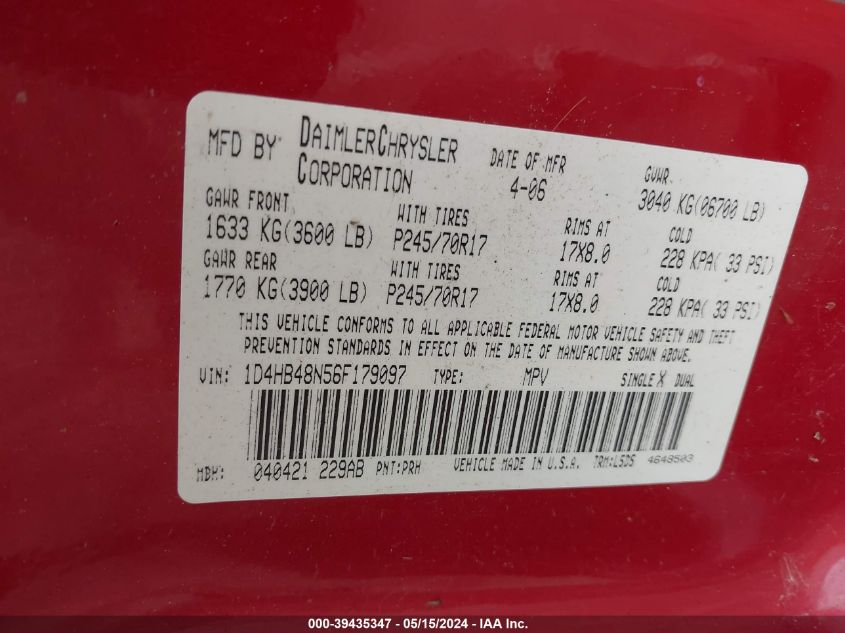 MFD BY DAIMLERCHRYSLER CORPORATION DATE OF MFR 4-06 GVWR 3040 KG(06700 LB)
GAWR FRONT WITH TIRES RIMS AT COLD
1633 KG(3600 LB) P245/70R17 17X8.0 228 KPA( 33 PSI)
GAWR REAR WITH TIRES RIMS AT COLD
1770 KG(3900 LB) P245/70R17 17X8.0 228 KPA( 33 PSI)
THIS VEHICLE CONFORMS TO ALL APPLICABLE FEDERAL MOTOR VEHICLE SAFETY AND THEFT
PREVENTION STANDARDS IN EFFECT ON THE DATE OF MANUFACTURE SHOWN ABOVE.
VIN: 1D4HB48N56F179097 TYPE: MPV SINGLE X DUAL
MDH: 040421 229AB PNT:PRH VEHICLE MADE IN U.S.A. TRM:L5D5 4648503
000-39435347 - 05/15/2024 - IAA Inc.